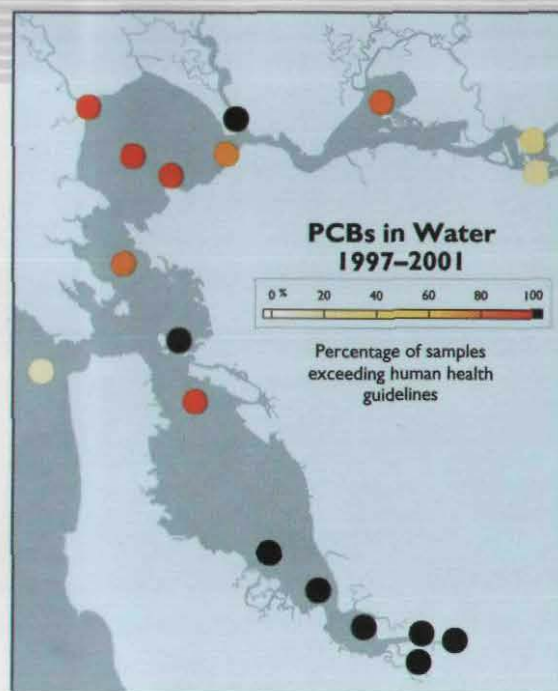 PCBs in Water
1997–2001
0 % 20 40 60 80 100
Percentage of samples
exceeding human health
guidelines